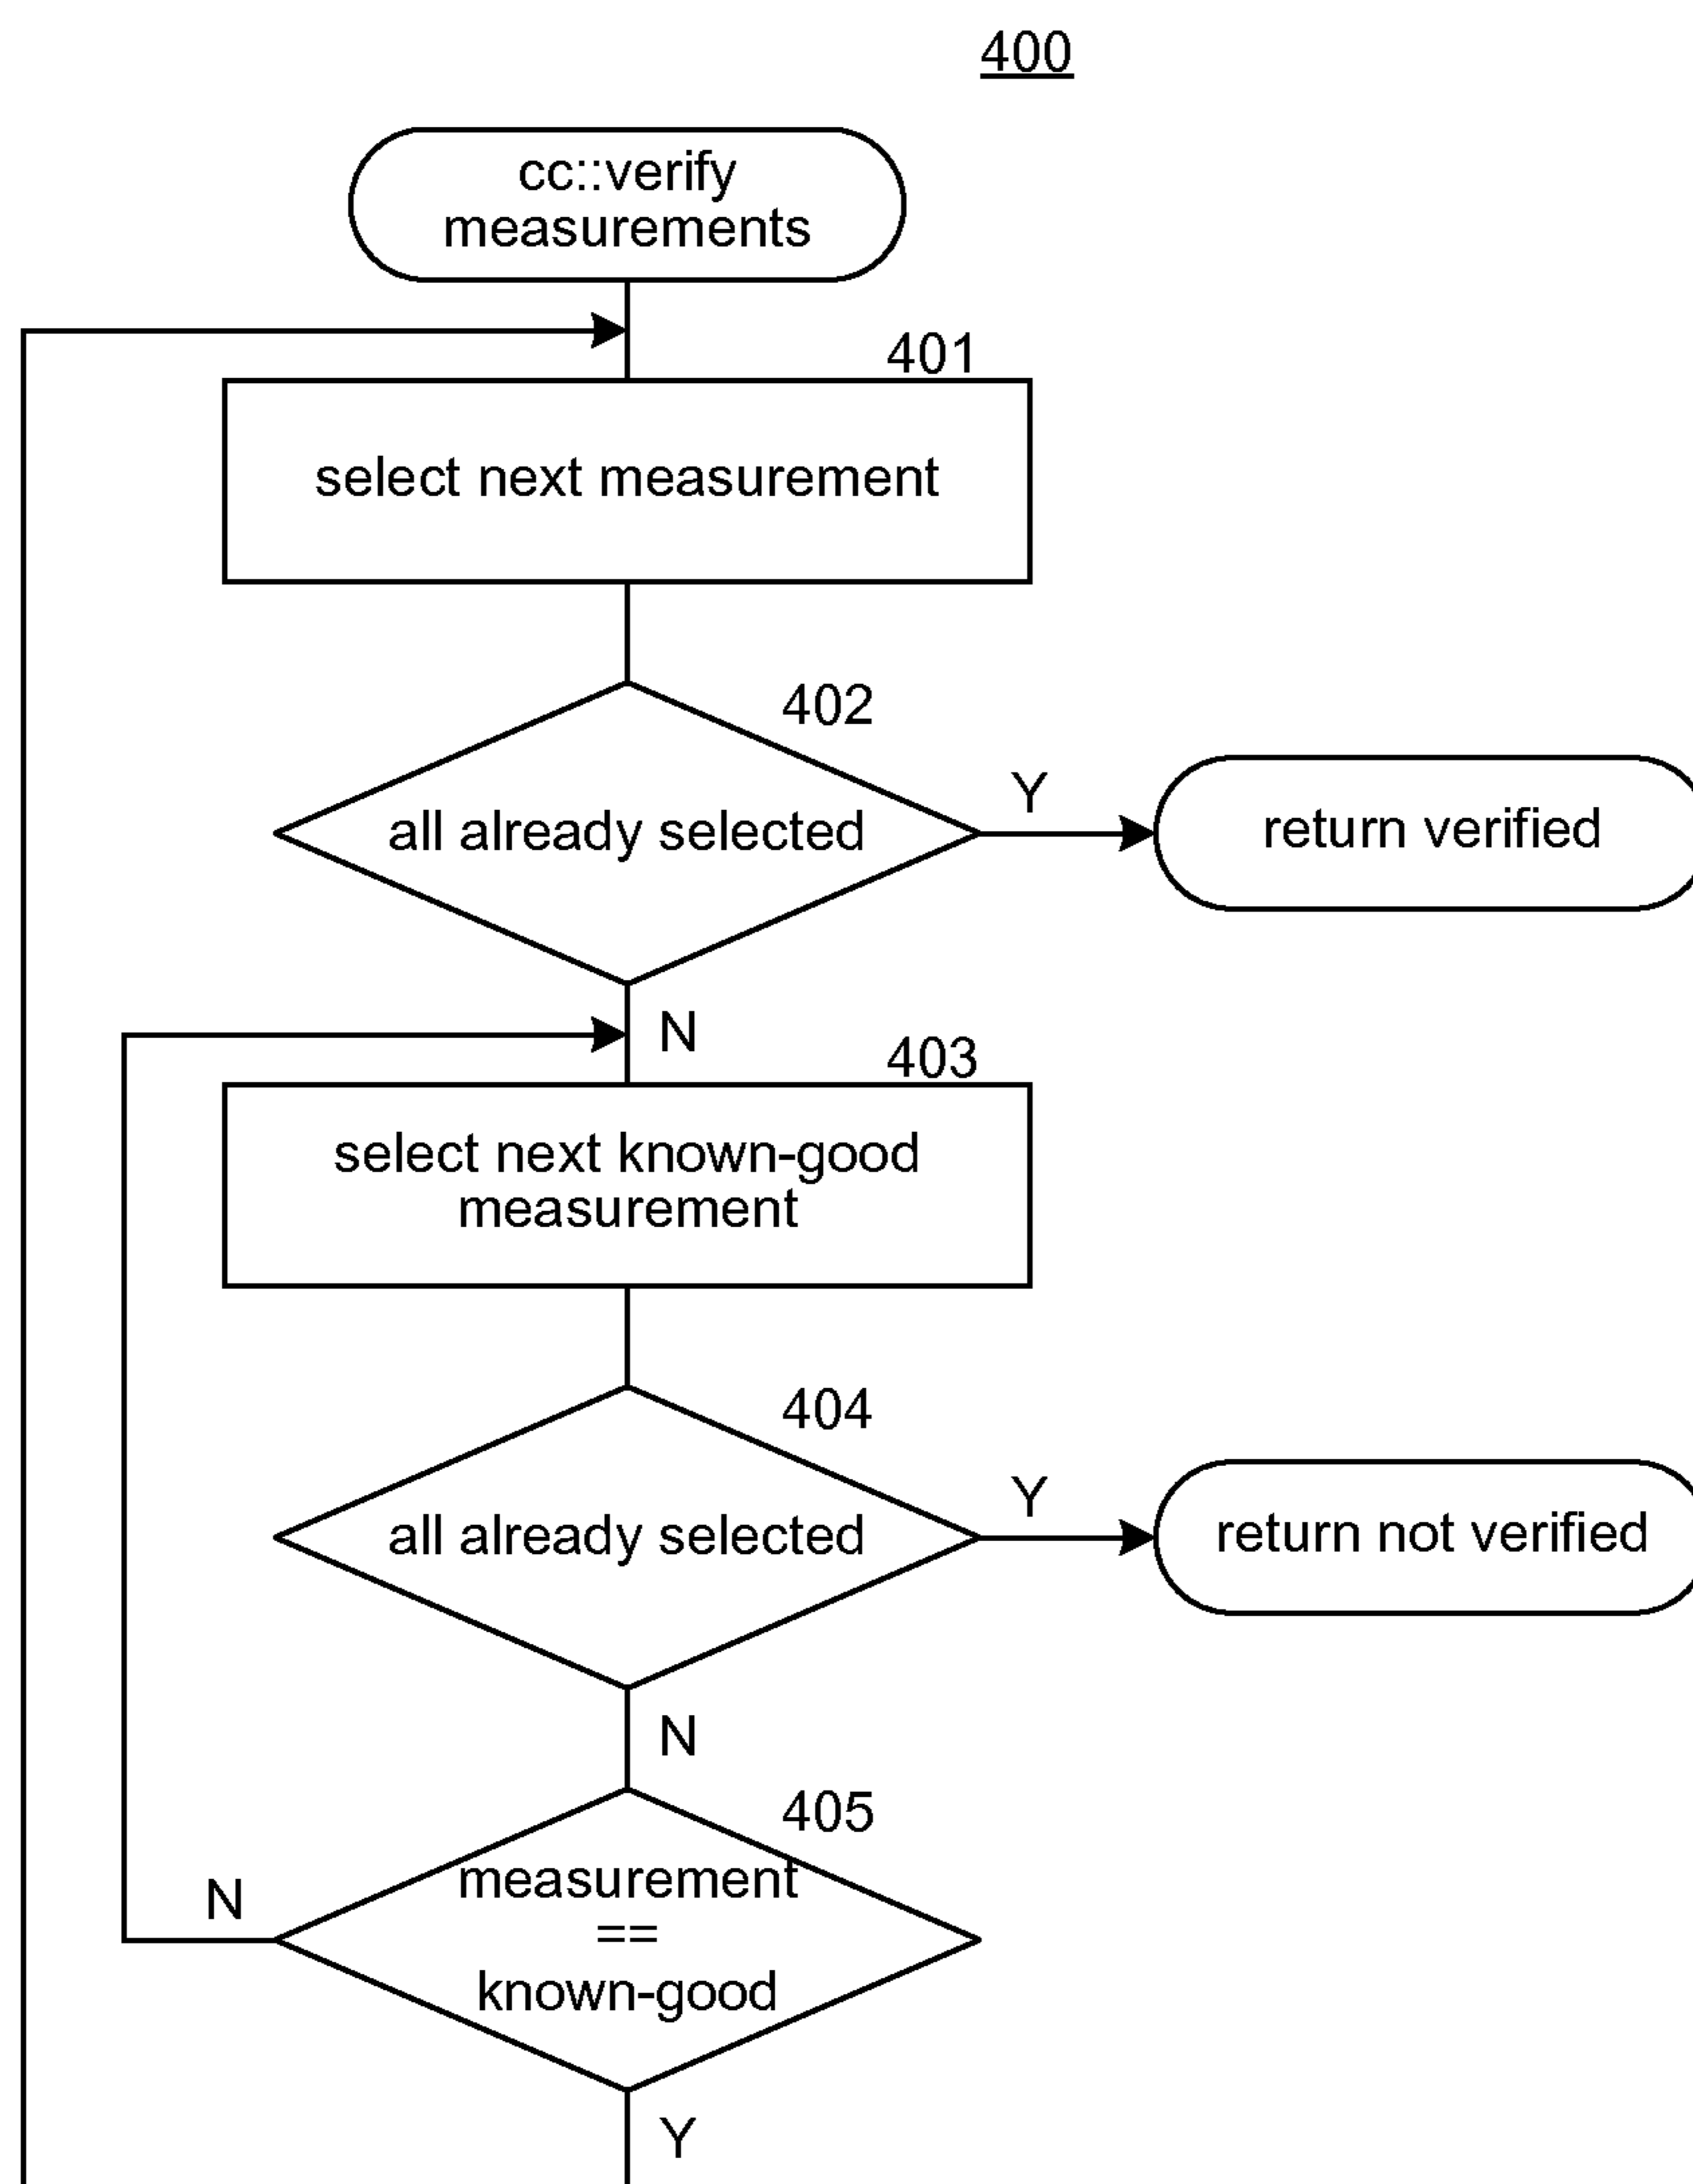 400
cc::verify
measurements
401
select next measurement
402
all already selected
Y
return verified
N
403
select next known-good
measurement
404
all already selected
Y
return not verified
N
405
measurement
==
known-good
N
Y